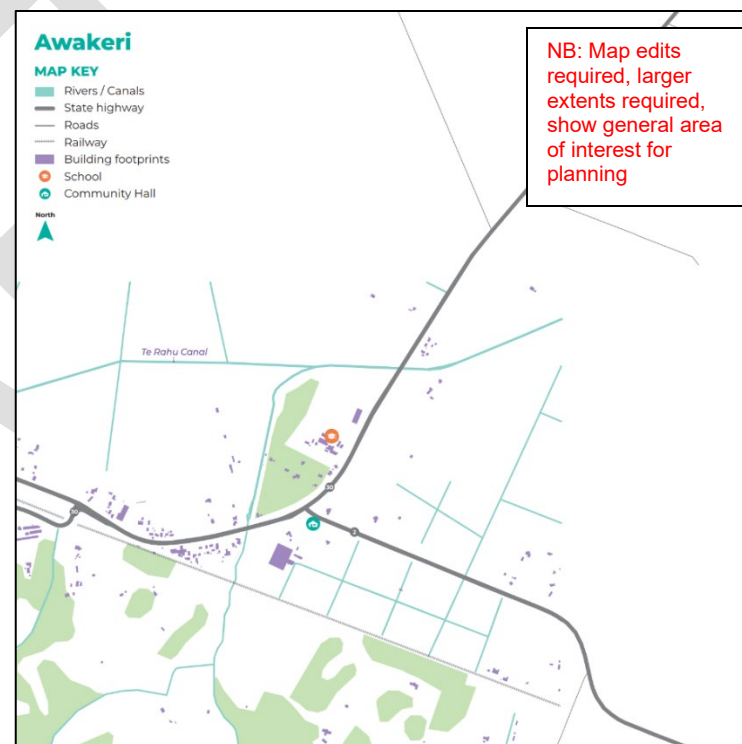 Awakeri
MAP KEY
Rivers / Canals
State highway
Roads
Railway
Building footprints
School
Community Hall
North
NB: Map edits
required, larger
extents required,
show general area
of interest for
planning
Te Rahu Canal
30
30
2